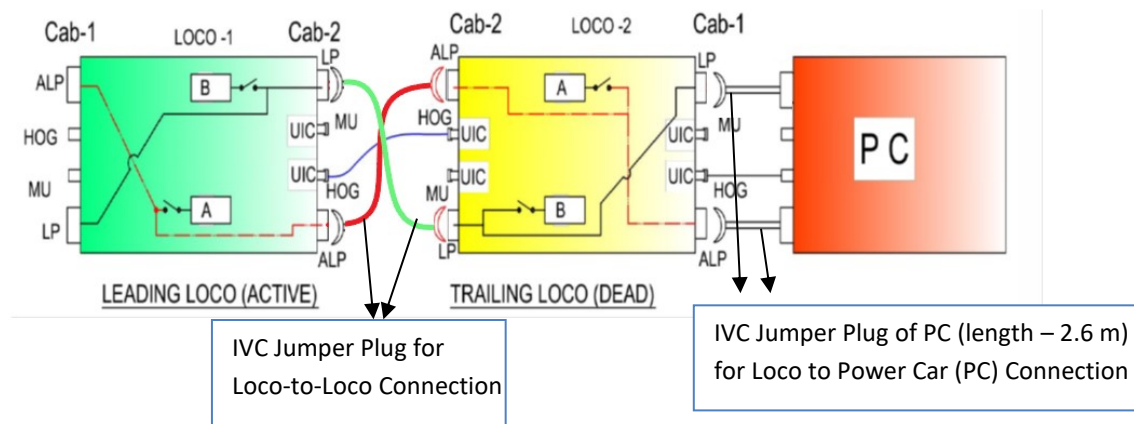 Cab-1
LOCO -1
Cab-2
Cab-2
LOCO -2
Cab-1
ALP
HOG
MU
LP
B
A
LP
UIC
MU
UIC
HOG
ALP
ALP
HOG
UIC
UIC
MU
LP
A
B
LP
MU
UIC
UIC
HOG
ALP
P C
LEADING LOCO (ACTIVE)
TRAILING LOCO (DEAD)
IVC Jumper Plug for
Loco-to-Loco Connection
IVC Jumper Plug of PC (length – 2.6 m)
for Loco to Power Car (PC) Connection